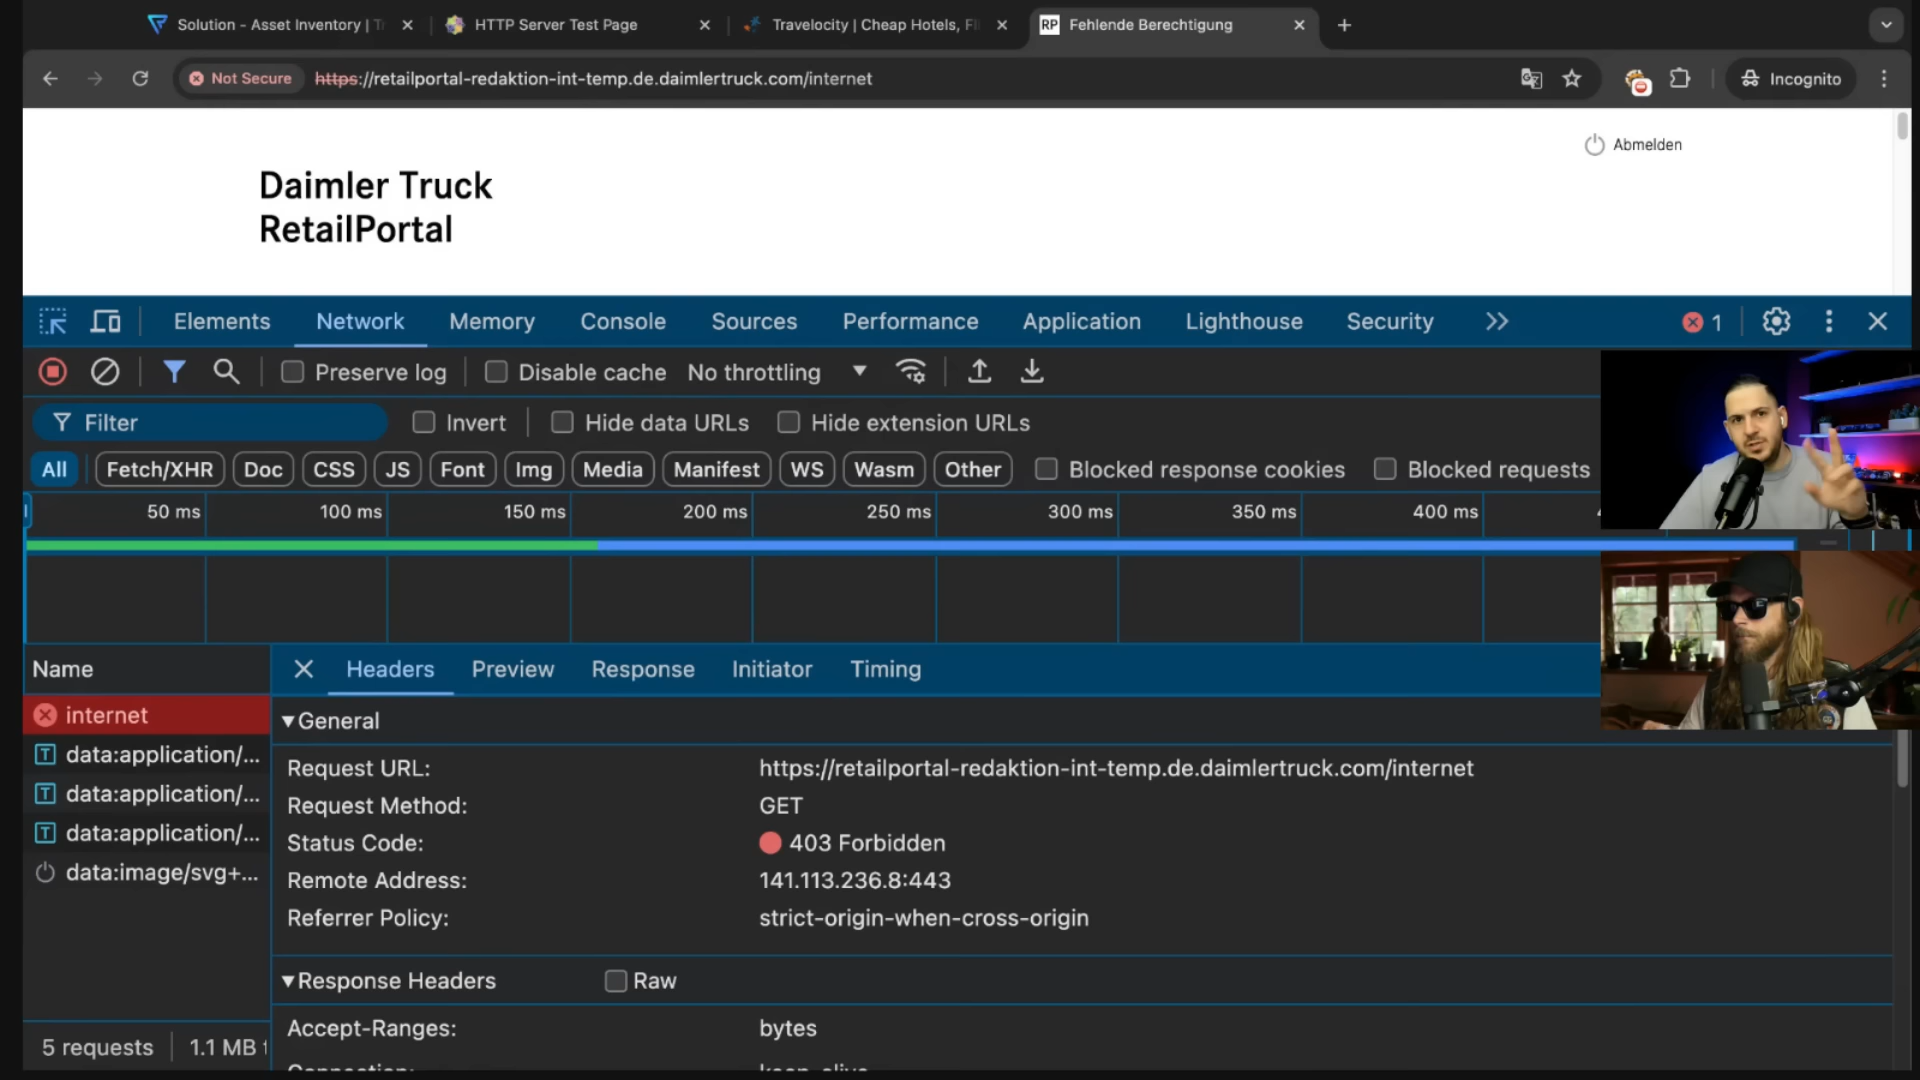 Solution - Asset Inventory | Tr
HTTP Server Test Page
Travelocity | Cheap Hotels, Fl
RP Fehlende Berechtigung
Not Secure https://retailportal-redaktion-int-temp.de.daimlertruck.com/internet
Incognito
Abmelden
Daimler Truck
RetailPortal
Elements Network Memory Console Sources Performance Application Lighthouse Security 1
Preserve log Disable cache No throttling
Filter Invert Hide data URLs Hide extension URLs
All Fetch/XHR Doc CSS JS Font Img Media Manifest WS Wasm Other Blocked response cookies Blocked requests
50 ms 100 ms 150 ms 200 ms 250 ms 300 ms 350 ms 400 ms
Name Headers Preview Response Initiator Timing
internet
data:application/...
data:application/...
data:application/...
data:image/svg+...
General
Request URL: https://retailportal-redaktion-int-temp.de.daimlertruck.com/internet
Request Method: GET
Status Code: 403 Forbidden
Remote Address: 141.113.236.8:443
Referrer Policy: strict-origin-when-cross-origin
Response Headers Raw
Accept-Ranges: bytes
Connection: keep-alive
5 requests 1.1 MB t